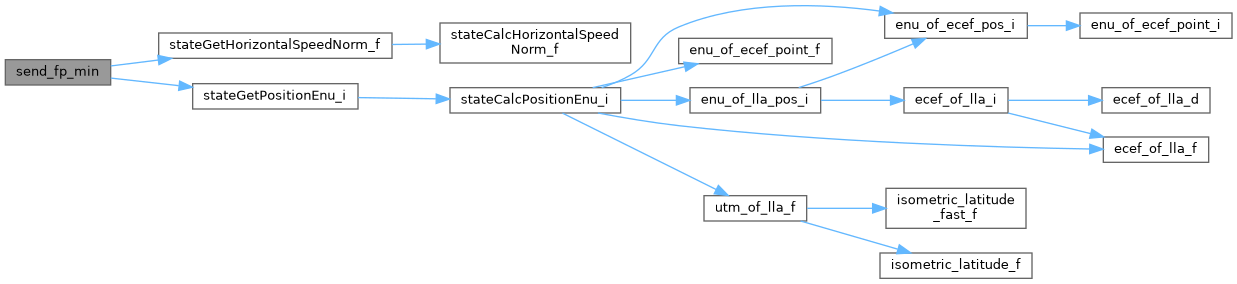 send_fp_min
stateGetHorizontalSpeedNorm_f
stateCalcHorizontalSpeed
Norm_f
stateGetPositionEnu_i
stateCalcPositionEnu_i
enu_of_ecef_pos_i
enu_of_ecef_point_i
enu_of_ecef_point_f
enu_of_lla_pos_i
ecef_of_lla_i
ecef_of_lla_d
ecef_of_lla_f
utm_of_lla_f
isometric_latitude
_fast_f
isometric_latitude_f